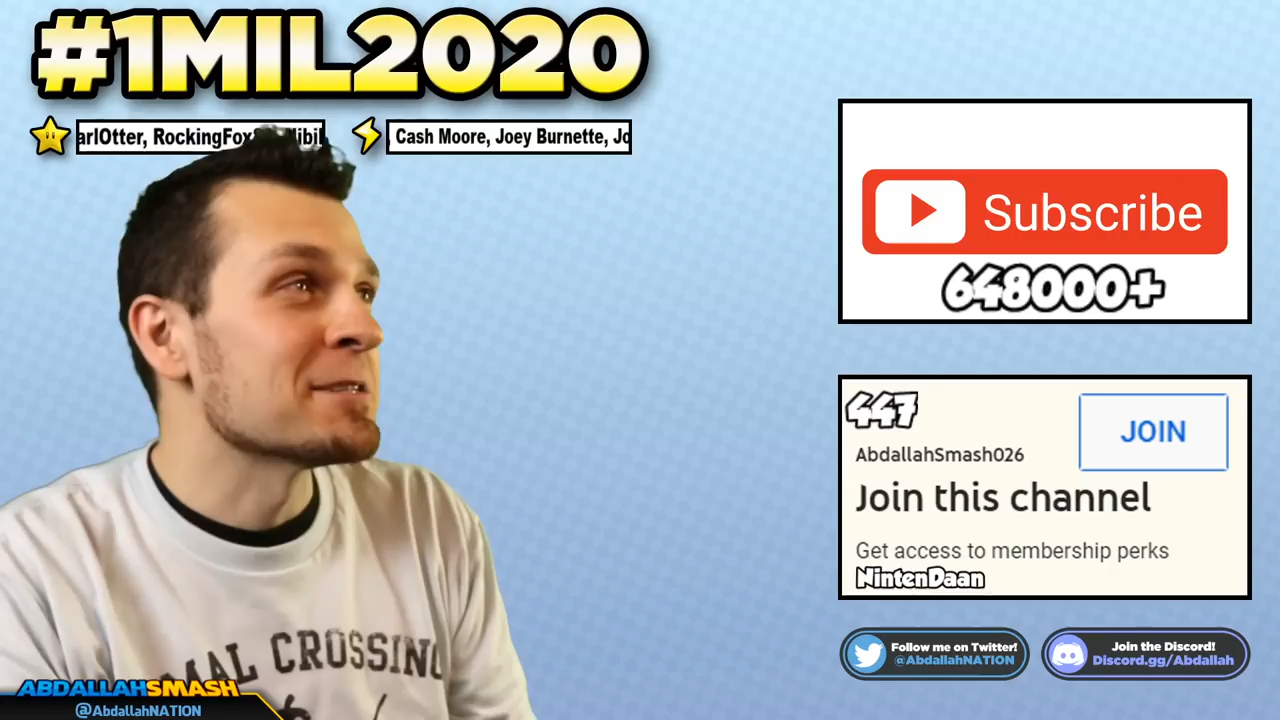 #1MIL2020
arlOtter, RockingFox
Cash Moore, Joey Burnette, Jo
Subscribe
648000+
447
JOIN
AbdallahSmash026
Join this channel
Get access to membership perks
NintenDaan
Follow me on Twitter!
@AbdallahNATION
Join the Discord!
Discord.gg/Abdallah
MAL CROSSING
ABDALLAHSMASH
@AbdallahNATION